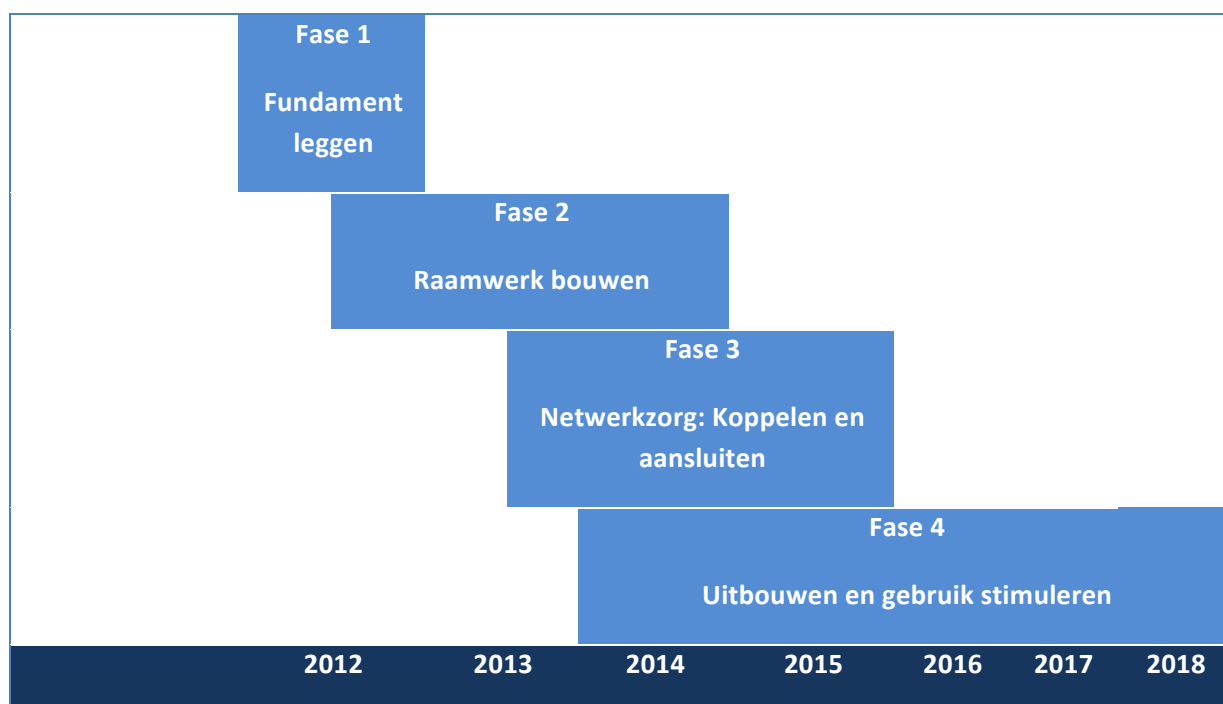 Fase 1
Fundament
leggen
Fase 2
Raamwerk bouwen
Fase 3
Netwerkzorg: Koppelen en
aansluiten
Fase 4
Uitbouwen en gebruik stimuleren
2012 2013 2014 2015 2016 2017 2018